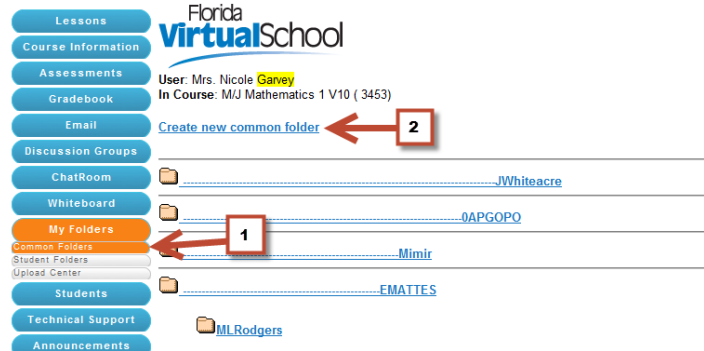 Lessons
Course Information
Assessments
Gradebook
Email
Discussion Groups
ChatRoom
Whiteboard
My Folders
Common Folders
Student Folders
Upload Center
Students
Technical Support
Announcements
Florida
VirtualSchool
User: Mrs. Nicole Garvey
In Course: M/J Mathematics 1 V10 ( 3453)
Create new common folder
2
JWhiteacre
0APGOPO
1
Mimir
EMATTES
MLRodgers